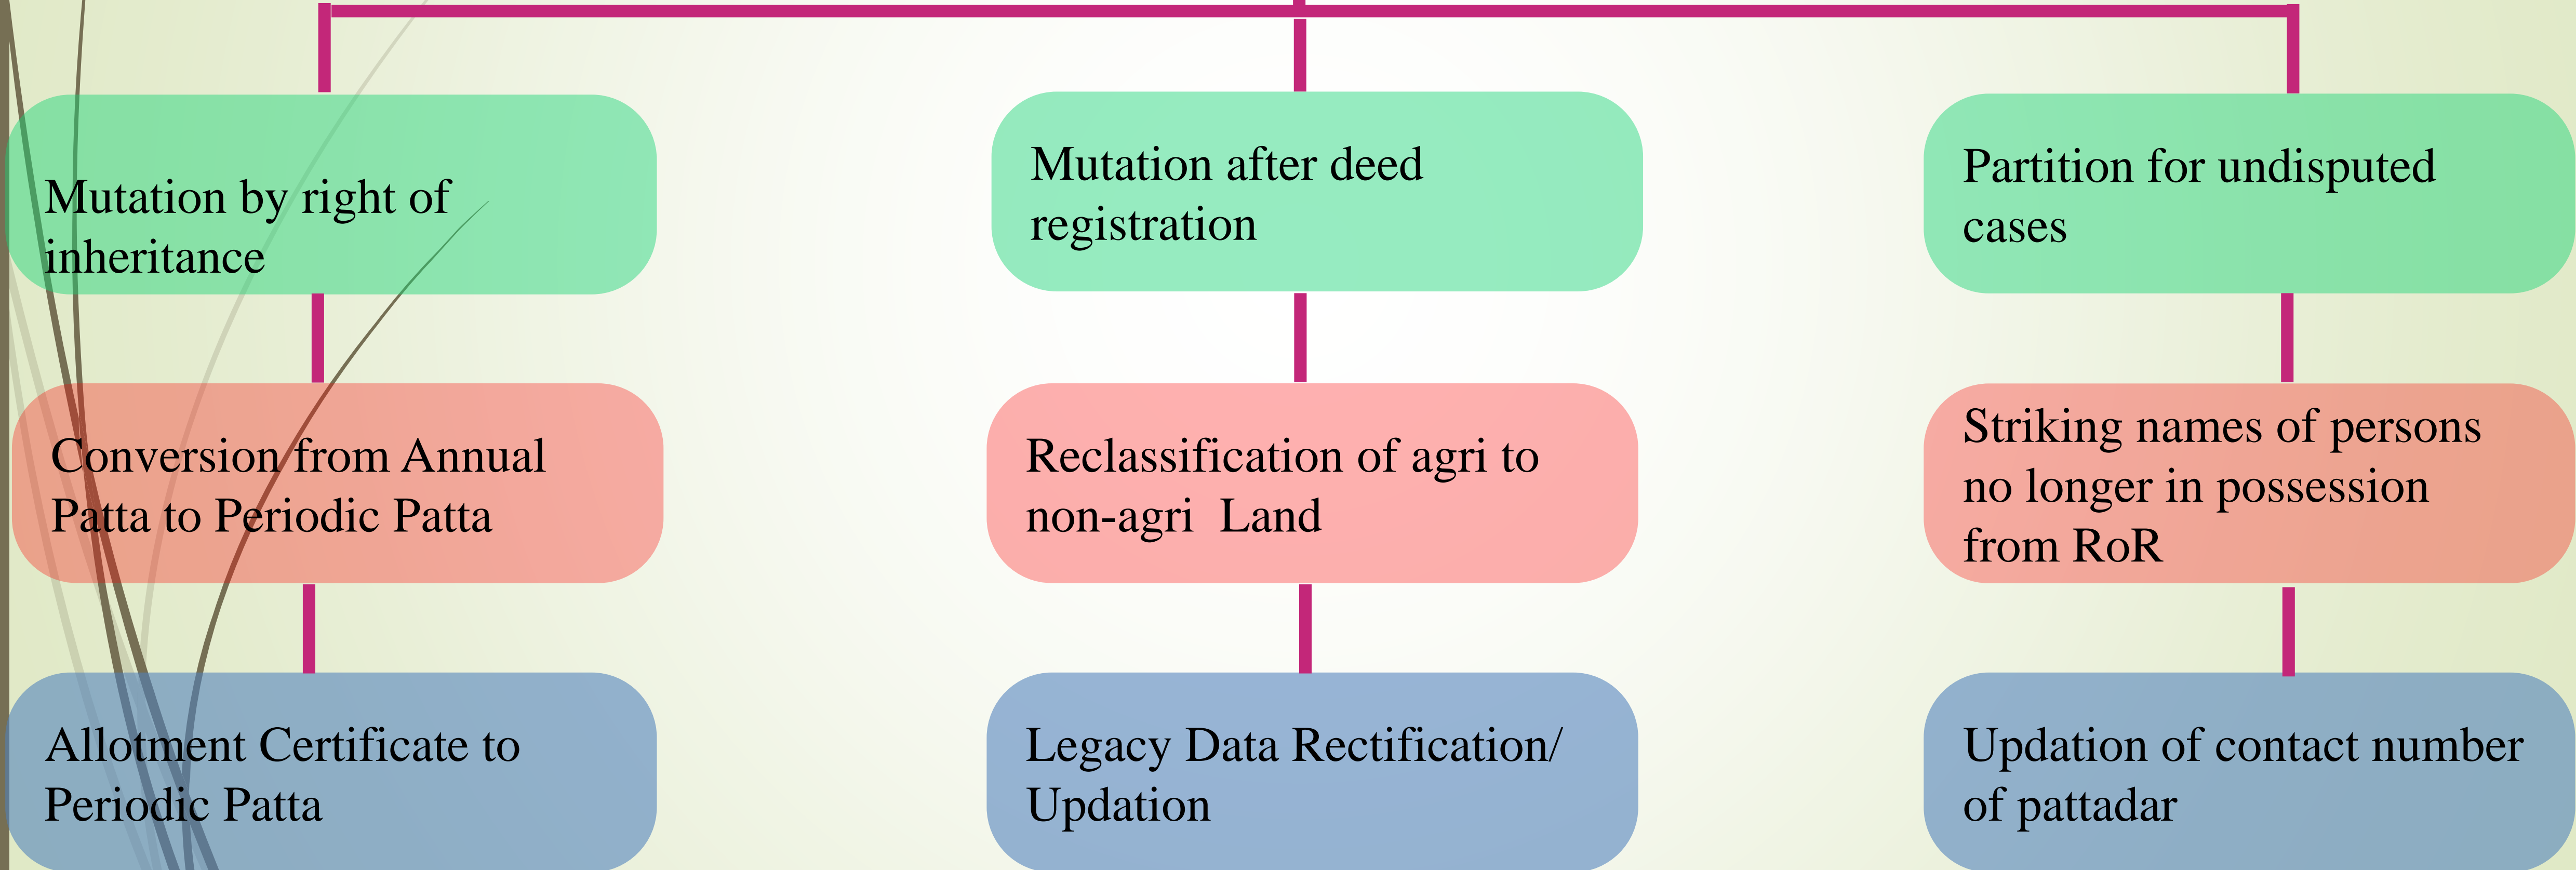 Mutation by right of
inheritance
Mutation after deed
registration
Partition for undisputed
cases
Conversion from Annual
Patta to Periodic Patta
Reclassification of agri to
non-agri  Land
Striking names of persons
no longer in possession
from RoR
Allotment Certificate to
Periodic Patta
Legacy Data Rectification/
Updation
Updation of contact number
of pattadar